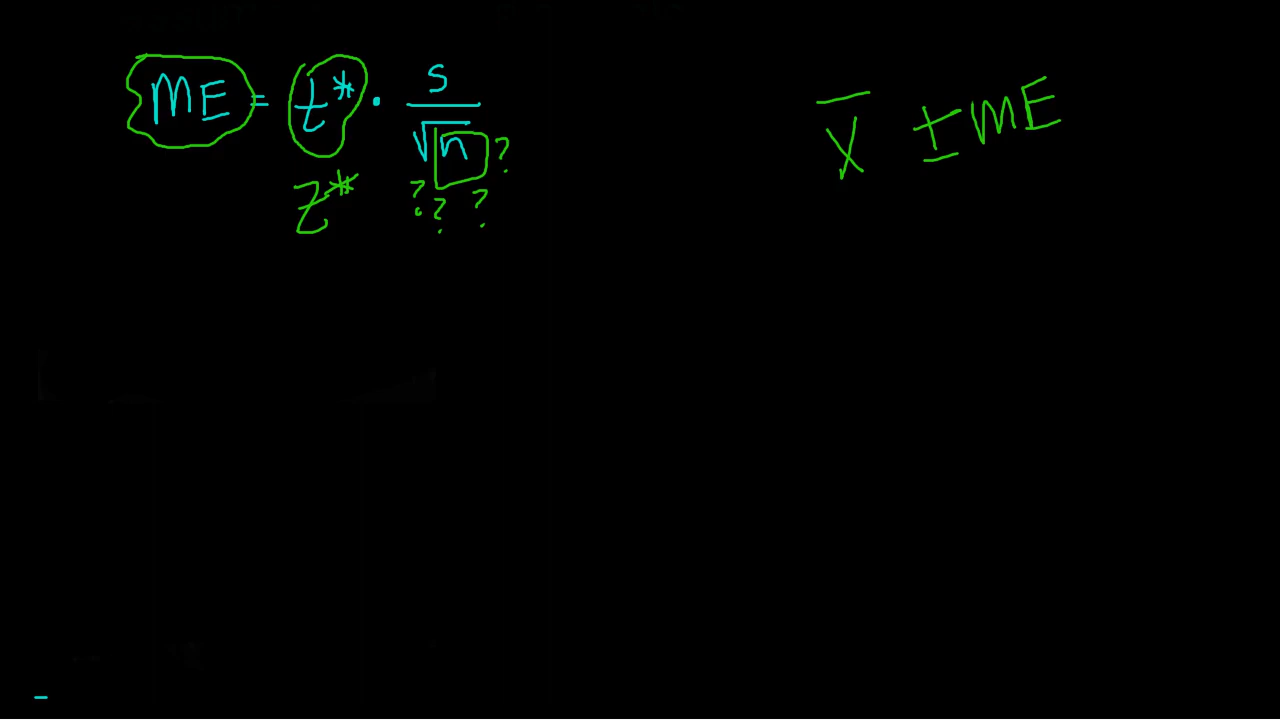 ME = t* · s / √n ?
z* ? ? ?
x̄ ± ME